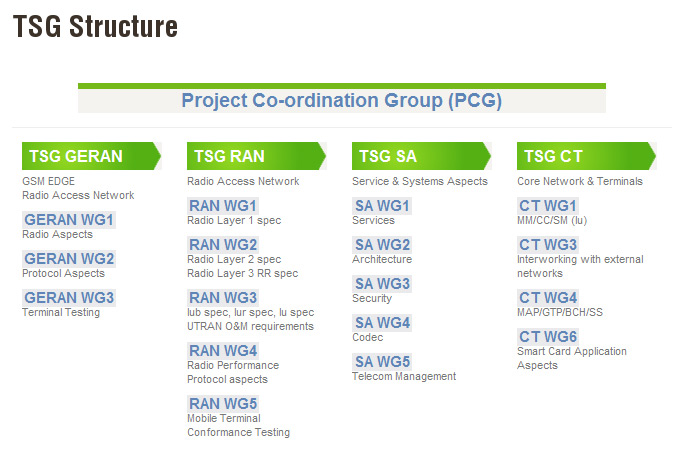 TSG Structure
Project Co-ordination Group (PCG)
TSG GERAN
GSM EDGE
Radio Access Network
GERAN WG1
Radio Aspects
GERAN WG2
Protocol Aspects
GERAN WG3
Terminal Testing
TSG RAN
Radio Access Network
RAN WG1
Radio Layer 1 spec
RAN WG2
Radio Layer 2 spec
Radio Layer 3 RR spec
RAN WG3
lub spec, lur spec, lu spec
UTRAN O&M requirements
RAN WG4
Radio Performance
Protocol aspects
RAN WG5
Mobile Terminal
Conformance Testing
TSG SA
Service & Systems Aspects
SA WG1
Services
SA WG2
Architecture
SA WG3
Security
SA WG4
Codec
SA WG5
Telecom Management
TSG CT
Core Network & Terminals
CT WG1
MM/CC/SM (lu)
CT WG3
Interworking with external
networks
CT WG4
MAP/GTP/BCH/SS
CT WG6
Smart Card Application
Aspects